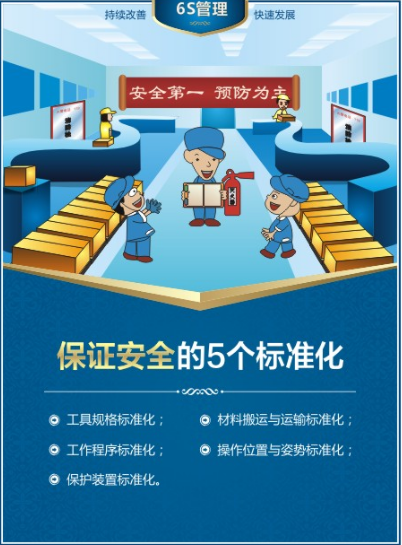 持续改善
6S管理
快速发展
安全第一 预防为主
保证安全的5个标准化
工具规格标准化；
材料搬运与运输标准化；
工作程序标准化；
操作位置与姿势标准化；
保护装置标准化。